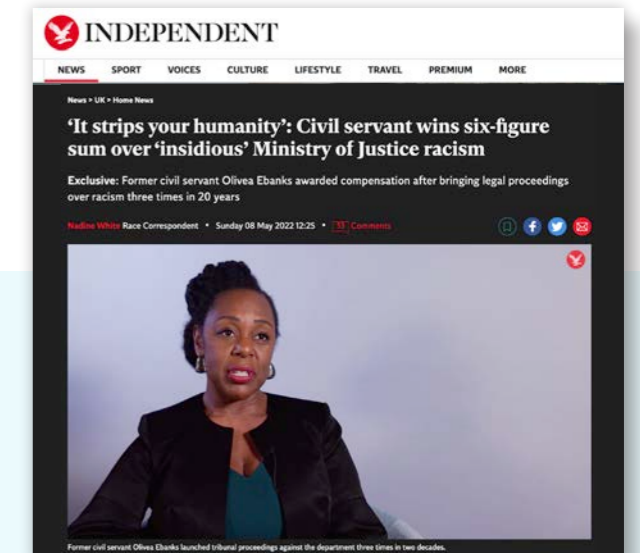 INDEPENDENT
NEWS SPORT VOICES CULTURE LIFESTYLE TRAVEL PREMIUM MORE
News > UK > Home News
‘It strips your humanity’: Civil servant wins six-figure
sum over ‘insidious’ Ministry of Justice racism
Exclusive: Former civil servant Olivea Ebanks awarded compensation after bringing legal proceedings
over racism three times in 20 years
Nadine White Race Correspondent • Sunday 08 May 2022 12:25 • 13 Comments
Former civil servant Olivea Ebanks launched tribunal proceedings against the department three times in two decades.